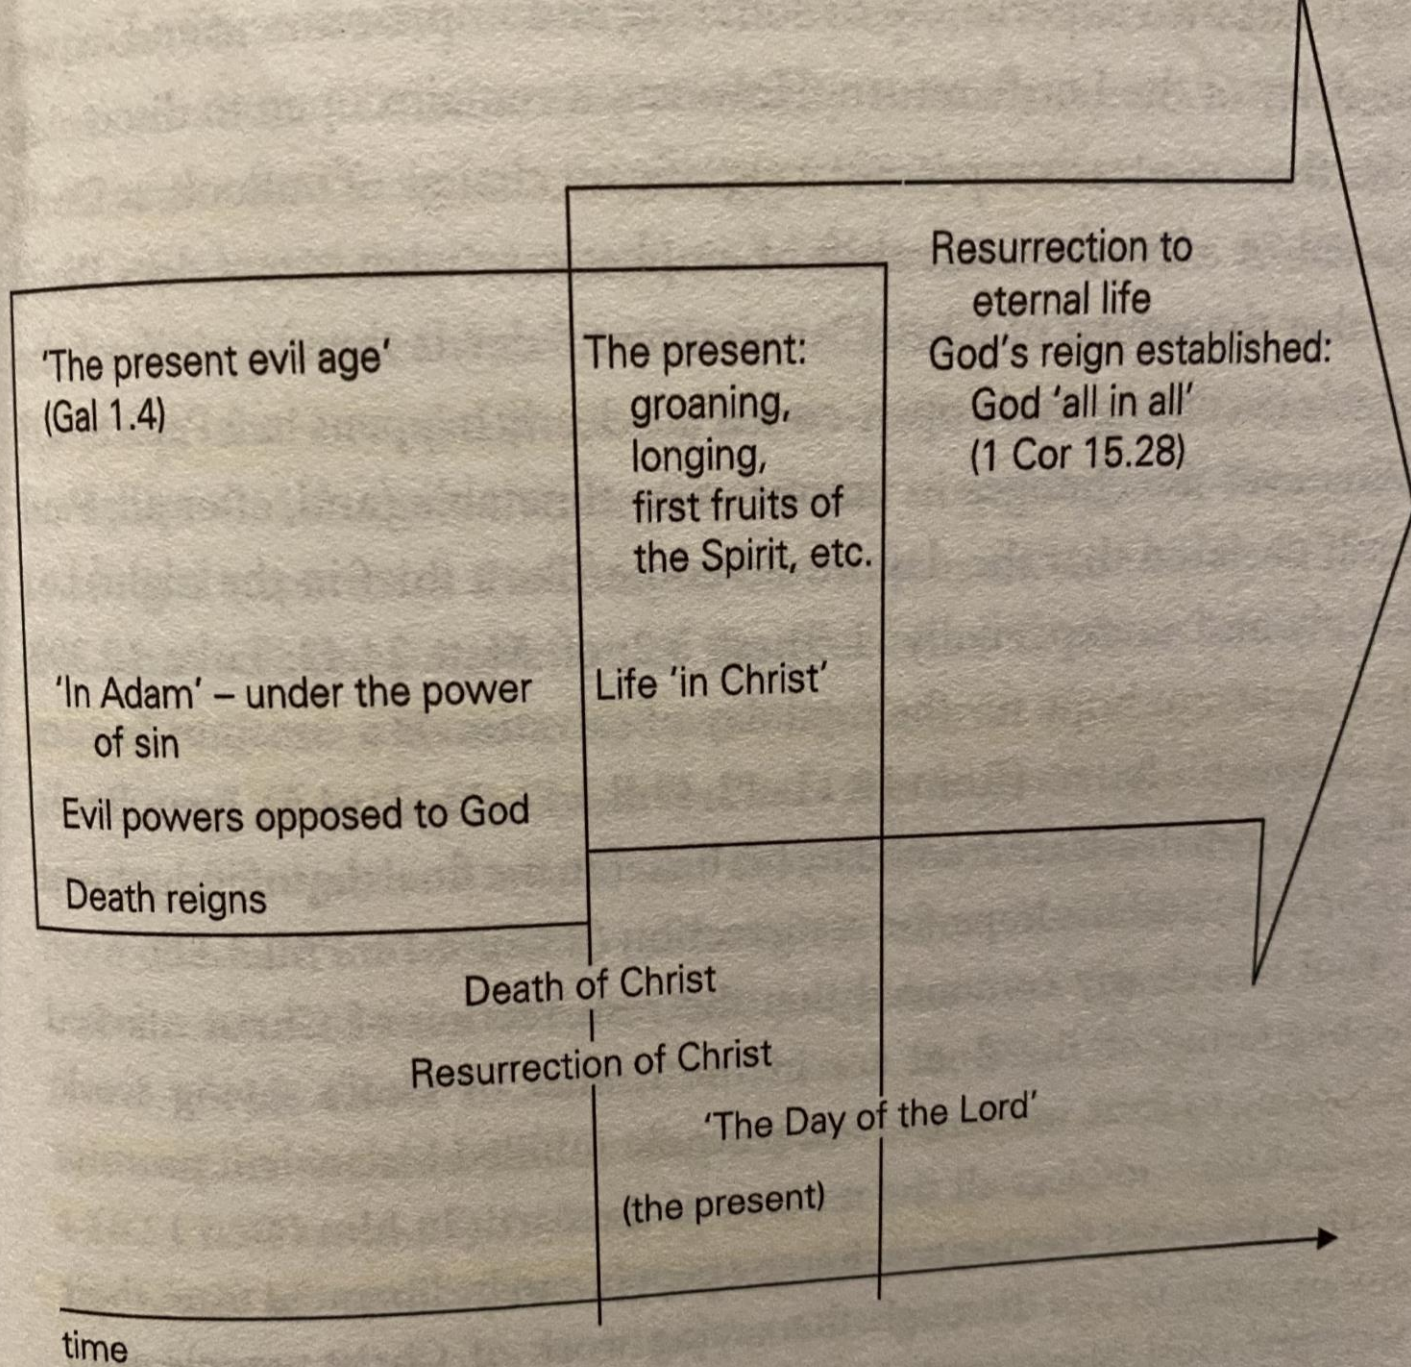 'The present evil age'
(Gal 1.4)
'In Adam' – under the power
of sin
Evil powers opposed to God
Death reigns
The present:
groaning,
longing,
first fruits of
the Spirit, etc.
Life 'in Christ'
Resurrection to
eternal life
God's reign established:
God 'all in all'
(1 Cor 15.28)
Death of Christ
Resurrection of Christ
'The Day of the Lord'
(the present)
time